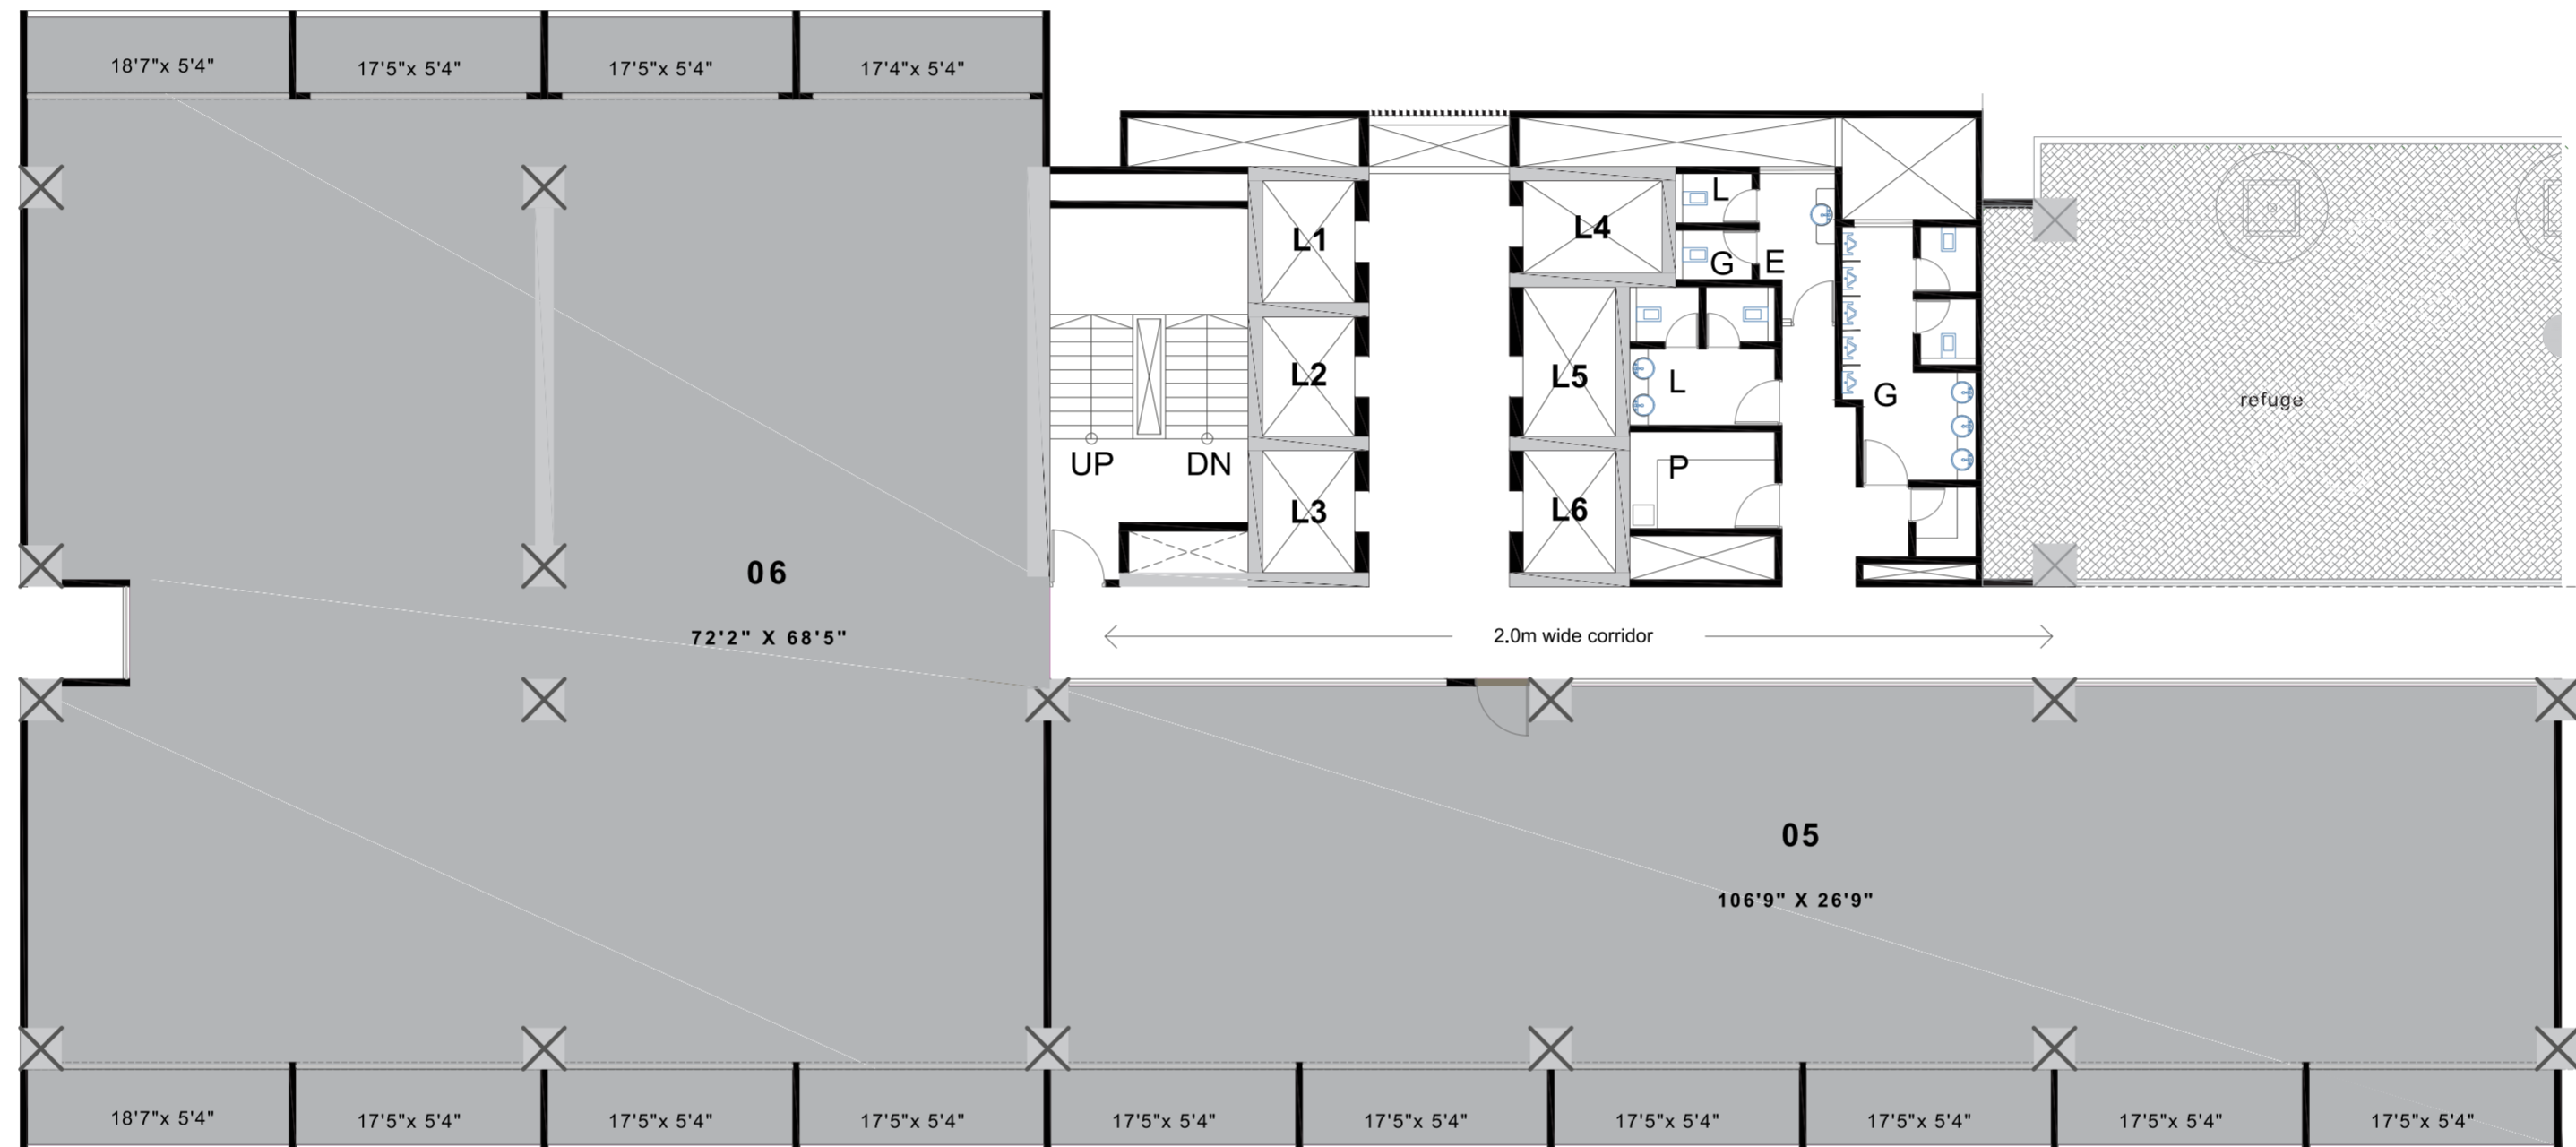 18'7"x 5'4"
17'5"x 5'4"
17'5"x 5'4"
17'4"x 5'4"
L1
L4
L
G
E
L2
L5
L
G
refuge
UP
DN
P
L3
L6
06
72'2" X 68'5"
2.0m wide corridor
05
106'9" X 26'9"
18'7"x 5'4"
17'5"x 5'4"
17'5"x 5'4"
17'5"x 5'4"
17'5"x 5'4"
17'5"x 5'4"
17'5"x 5'4"
17'5"x 5'4"
17'5"x 5'4"
17'5"x 5'4"